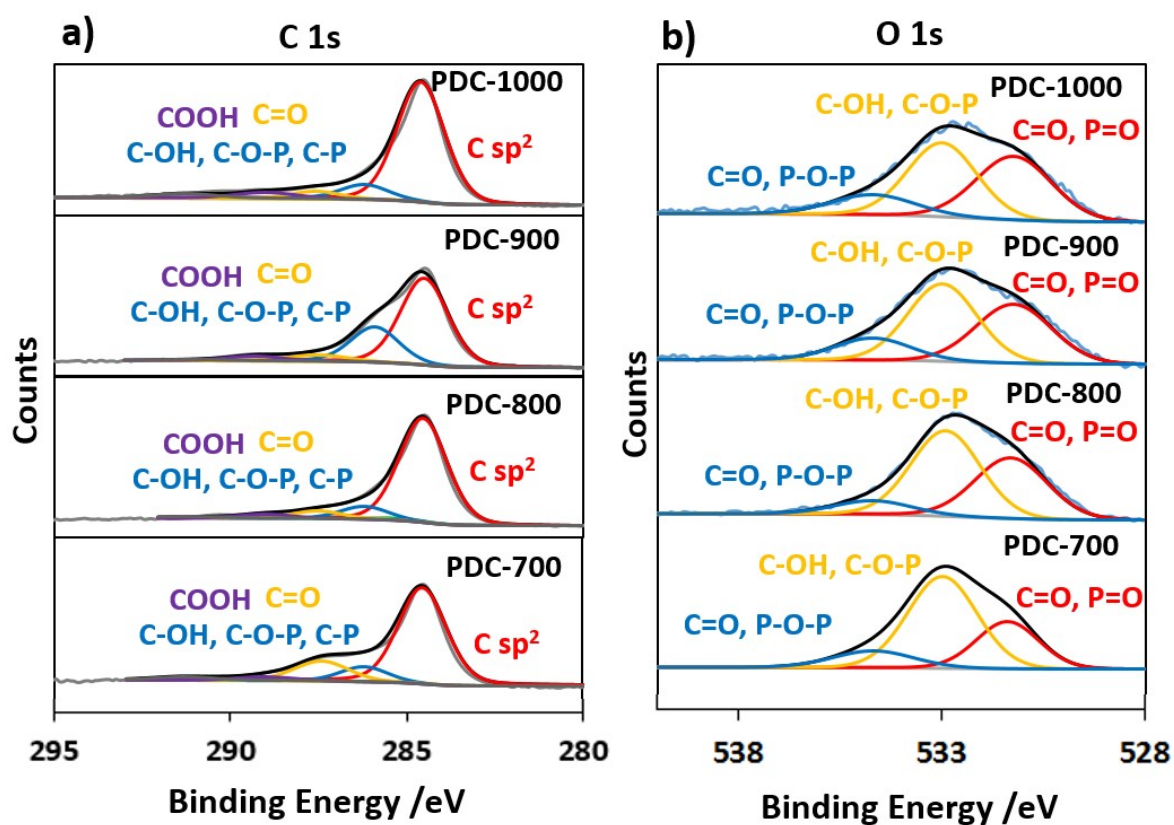 a)
C 1s
PDC-1000
COOH C=O
C-OH, C-O-P, C-P
C sp²
PDC-900
COOH C=O
C-OH, C-O-P, C-P
C sp²
PDC-800
COOH C=O
C-OH, C-O-P, C-P
C sp²
PDC-700
COOH C=O
C-OH, C-O-P, C-P
C sp²
Counts
295 290 285 280
Binding Energy /eV
b)
O 1s
PDC-1000
C-OH, C-O-P
C=O, P=O
C=O, P-O-P
PDC-900
C-OH, C-O-P
C=O, P=O
C=O, P-O-P
PDC-800
C-OH, C-O-P
C=O, P=O
C=O, P-O-P
PDC-700
C-OH, C-O-P
C=O, P=O
C=O, P-O-P
Counts
538 533 528
Binding Energy /eV